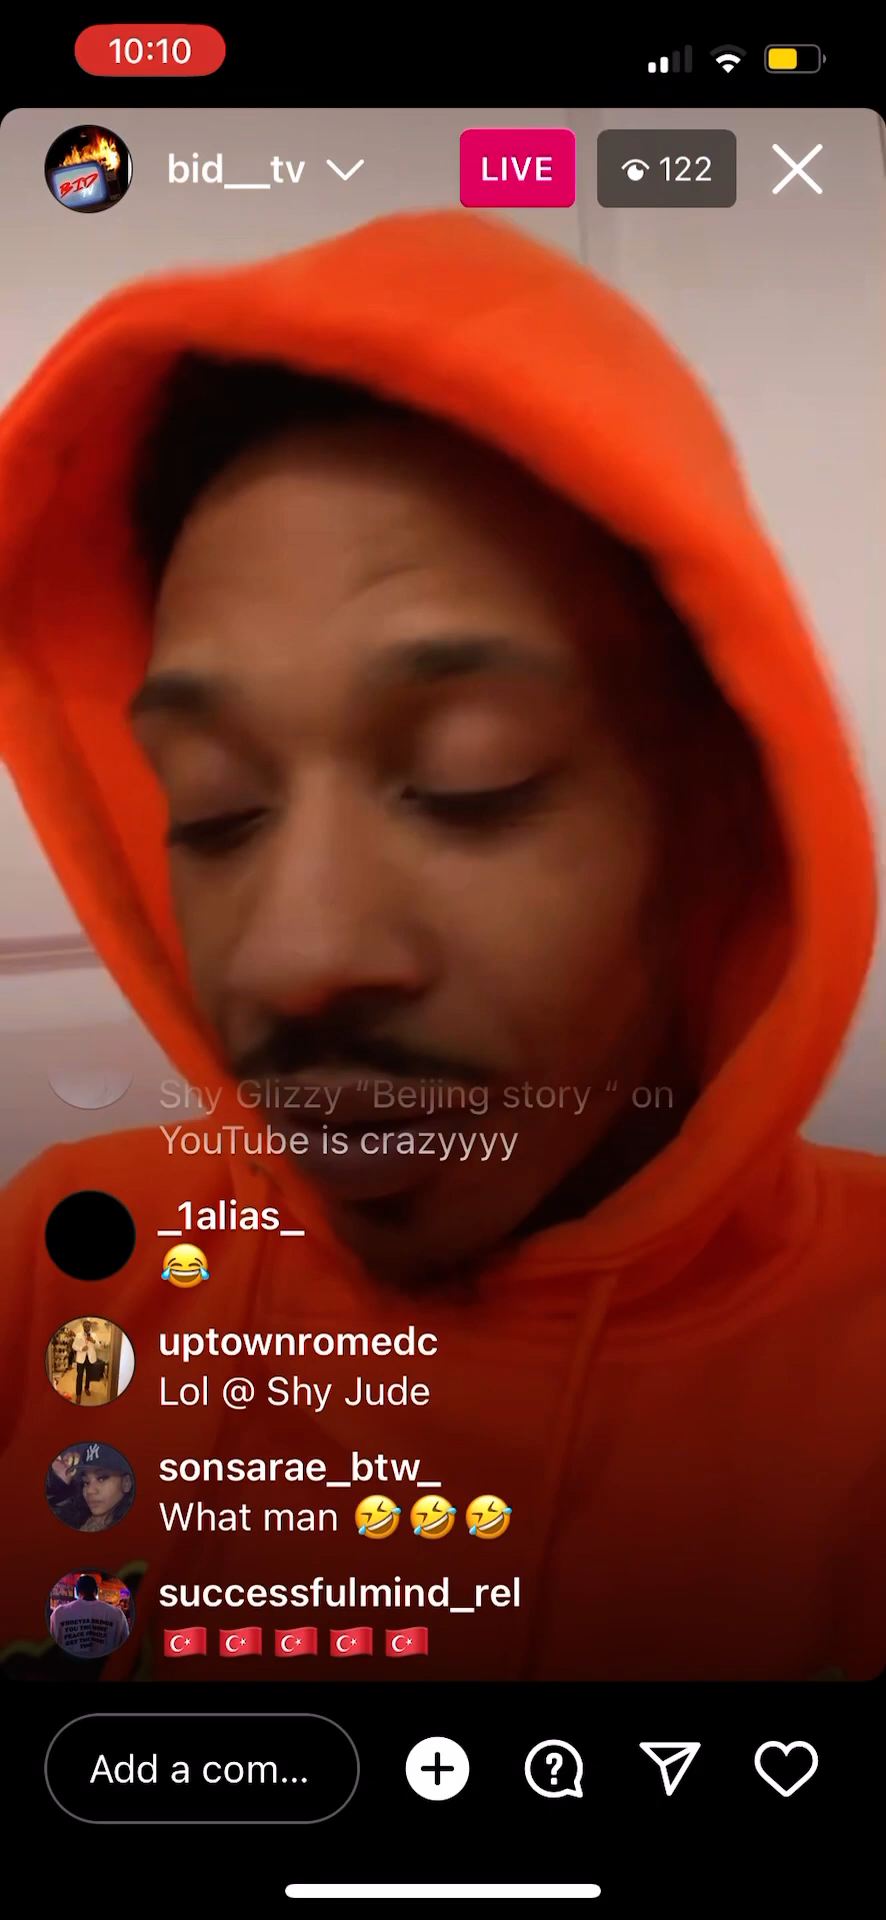 10:10
bid__tv
LIVE
122
BID
Shy Glizzy “Beijing story “ on
YouTube is crazyyyy
_1alias_
😂
uptownromedc
Lol @ Shy Jude
sonsarae_btw_
What man 🤣🤣🤣
successfulmind_rel
🇹🇷🇹🇷🇹🇷🇹🇷🇹🇷
Add a com...